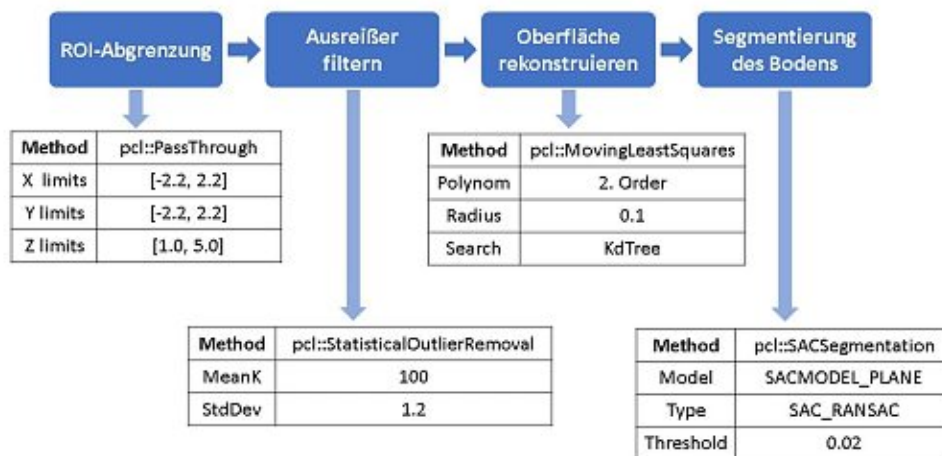 ROI-Abgrenzung
Ausreißer
filtern
Oberfläche
rekonstruieren
Segmentierung
des Bodens
Method pcl::PassThrough
X limits [-2.2, 2.2]
Y limits [-2.2, 2.2]
Z limits [1.0, 5.0]
Method pcl::MovingLeastSquares
Polynom 2. Order
Radius 0.1
Search KdTree
Method pcl::StatisticalOutlierRemoval
MeanK 100
StdDev 1.2
Method pcl::SACSegmentation
Model SACMODEL_PLANE
Type SAC_RANSAC
Threshold 0.02